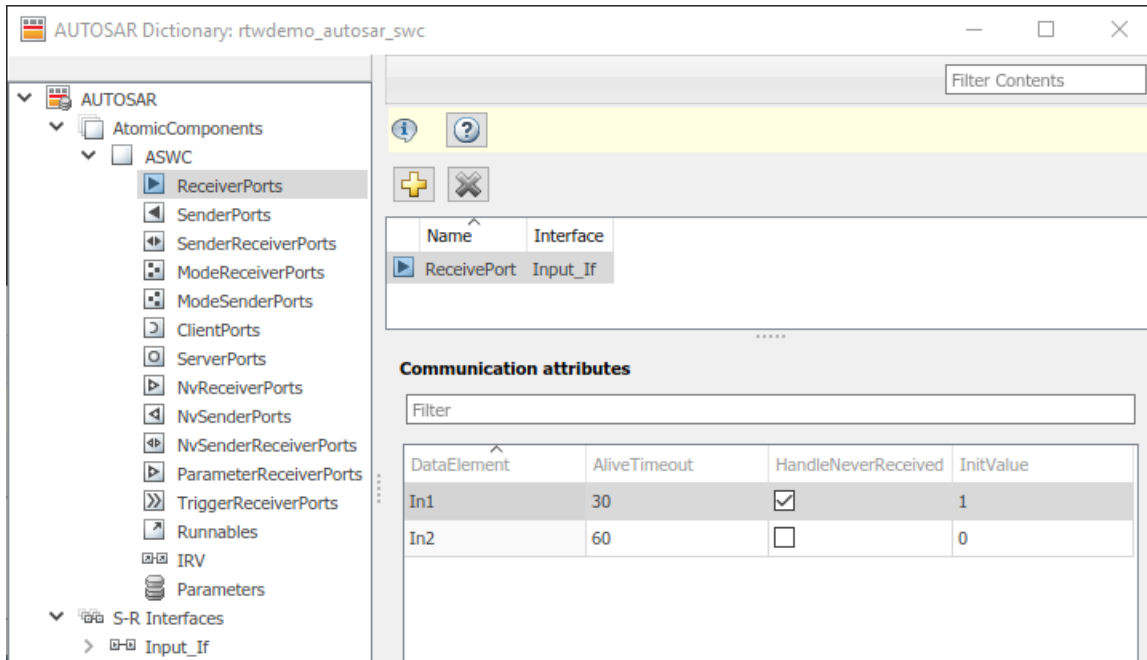 AUTOSAR Dictionary: rtwdemo_autosar_swc
AUTOSAR
AtomicComponents
ASWC
ReceiverPorts
SenderPorts
SenderReceiverPorts
ModeReceiverPorts
ModeSenderPorts
ClientPorts
ServerPorts
NvReceiverPorts
NvSenderPorts
NvSenderReceiverPorts
ParameterReceiverPorts
TriggerReceiverPorts
Runnables
IRV
Parameters
S-R Interfaces
Input_If
Filter Contents
Name Interface
ReceivePort Input_If
Communication attributes
Filter
DataElement AliveTimeout HandleNeverReceived InitValue
In1 30 1
In2 60 0